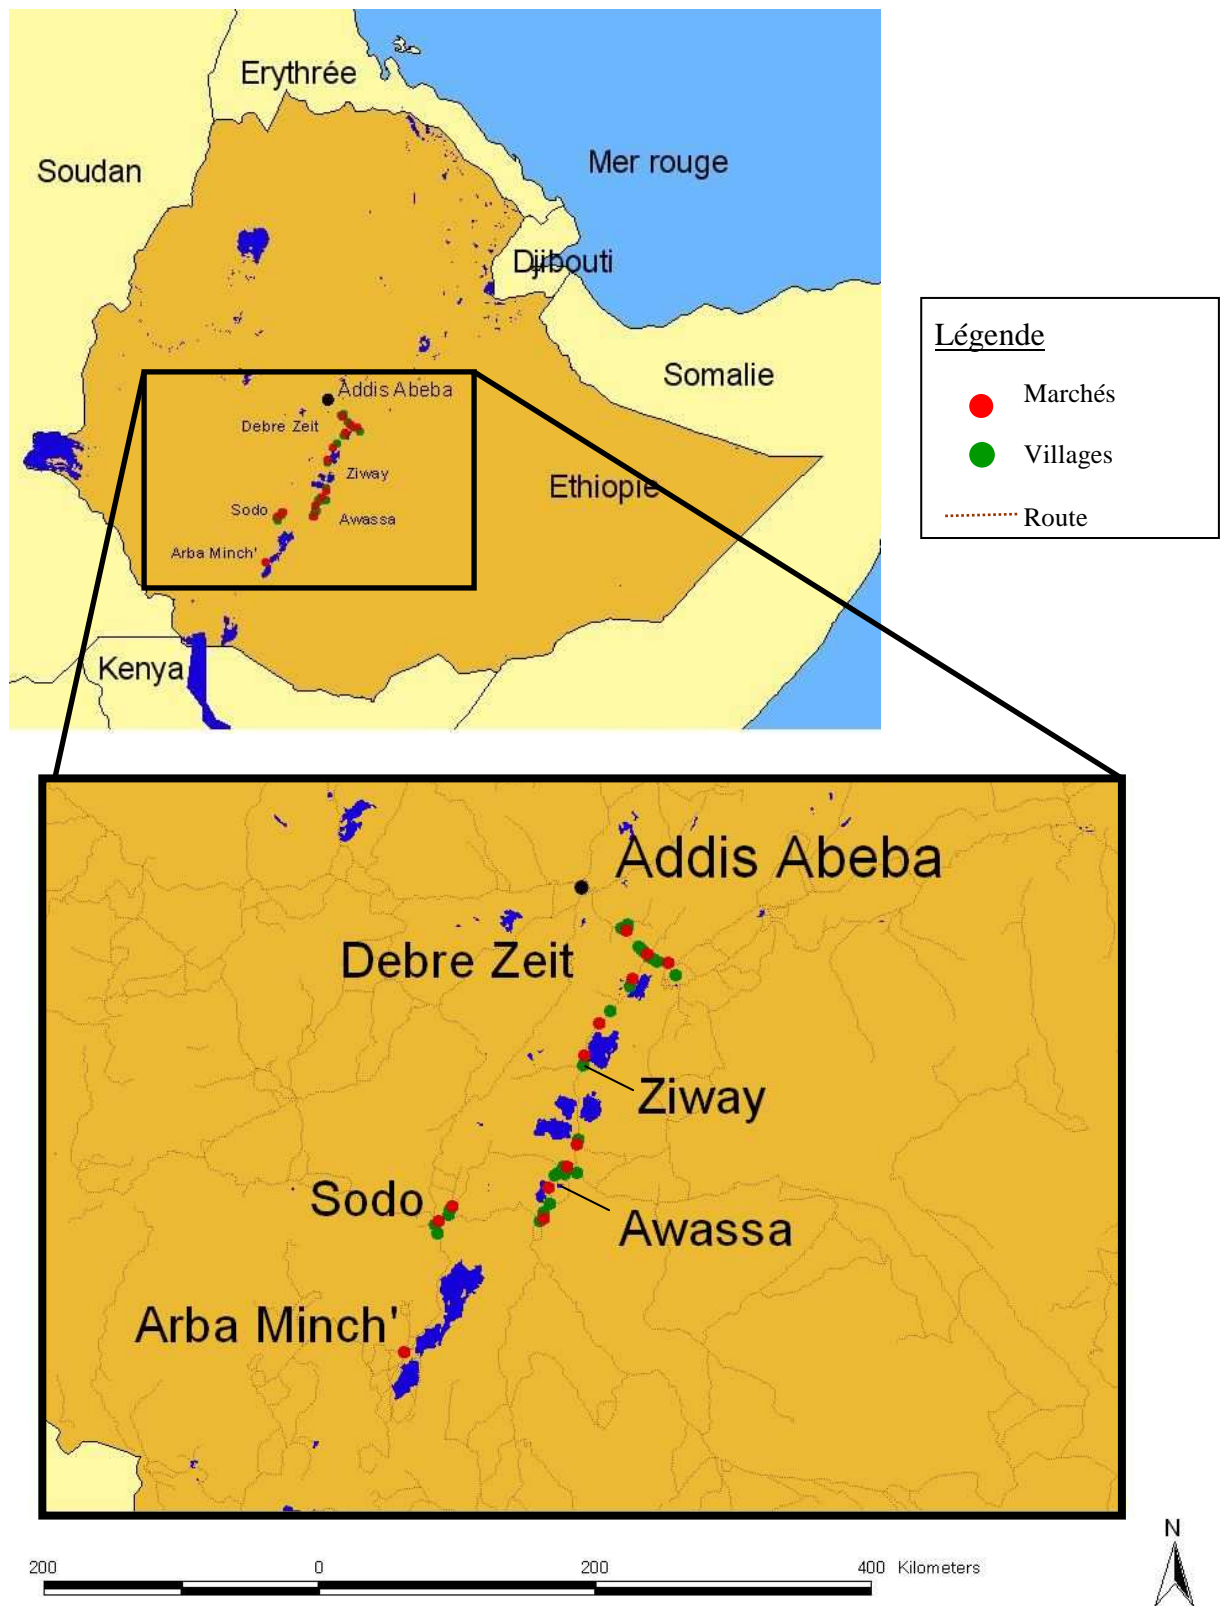 Erythrée
Soudan
Mer rouge
Djibouti
Somalie
Addis Abeba
Debre Zeit
Ziway
Ethiopie
Sodo
Awassa
Arba Minch'
Kenya
Légende
Marchés
Villages
Route
Addis Abeba
Debre Zeit
Ziway
Sodo
Awassa
Arba Minch'
N
200 0 200 400 Kilometers